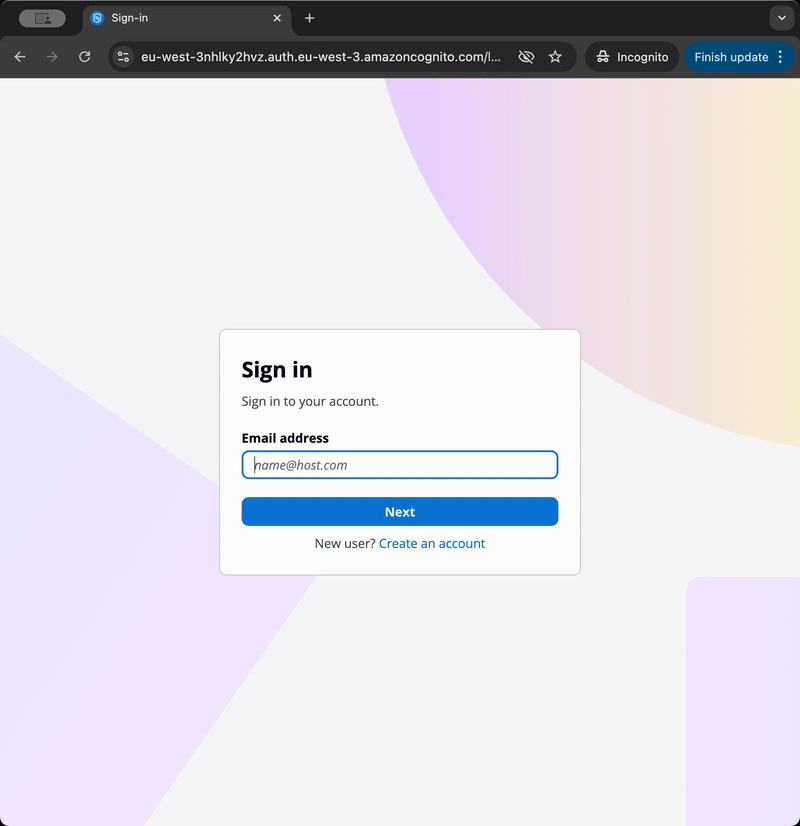 Sign-in
eu-west-3nhlky2hvz.auth.eu-west-3.amazoncognito.com/l...
Incognito
Finish update
Sign in
Sign in to your account.
Email address
name@host.com
Next
New user? Create an account